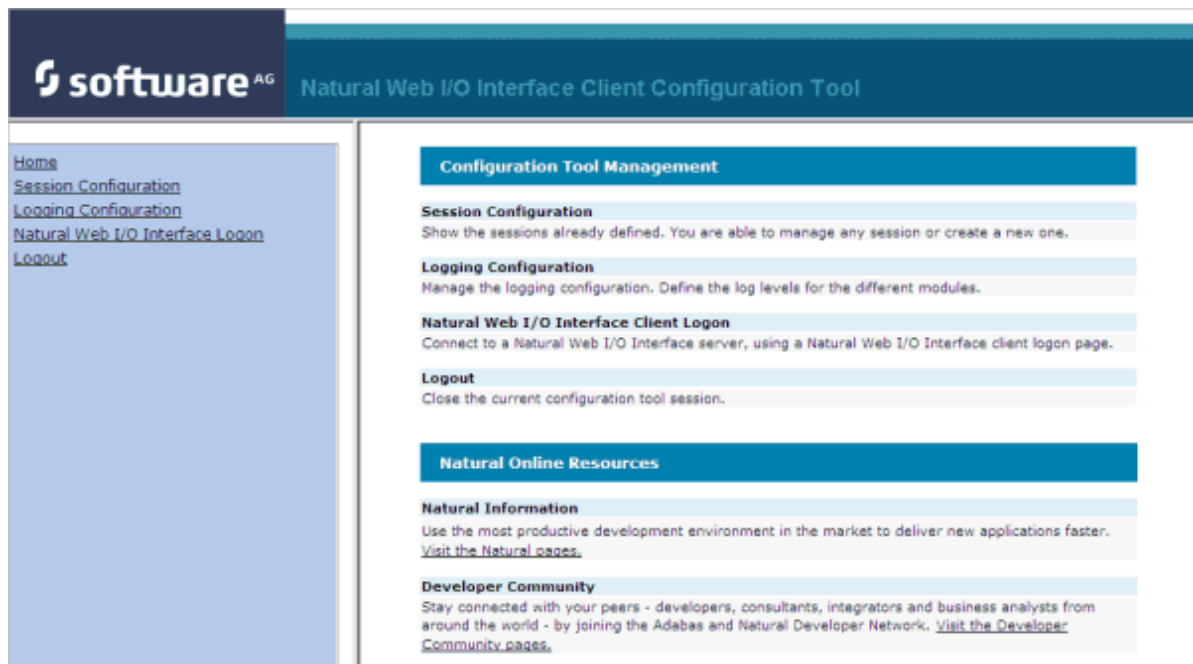 software AG
Natural Web I/O Interface Client Configuration Tool
Home
Session Configuration
Logging Configuration
Natural Web I/O Interface Logon
Logout
Configuration Tool Management
Session Configuration
Show the sessions already defined. You are able to manage any session or create a new one.
Logging Configuration
Manage the logging configuration. Define the log levels for the different modules.
Natural Web I/O Interface Client Logon
Connect to a Natural Web I/O Interface server, using a Natural Web I/O Interface client logon page.
Logout
Close the current configuration tool session.
Natural Online Resources
Natural Information
Use the most productive development environment in the market to deliver new applications faster.
Visit the Natural pages.
Developer Community
Stay connected with your peers - developers, consultants, integrators and business analysts from
around the world - by joining the Adabas and Natural Developer Network. Visit the Developer
Community pages.